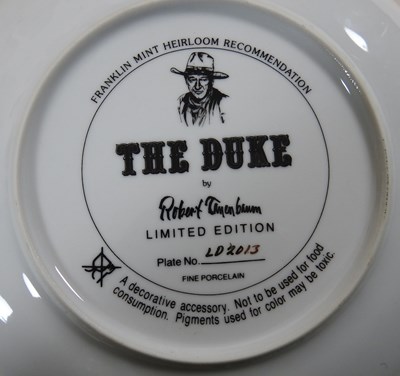 FRANKLIN MINT HEIRLOOM RECOMMENDATION
THE DUKE
by
Robert Tanenbaum
LIMITED EDITION
Plate No. LD2013
FINE PORCELAIN
A decorative accessory. Not to be used for food
consumption. Pigments used for color may be toxic.